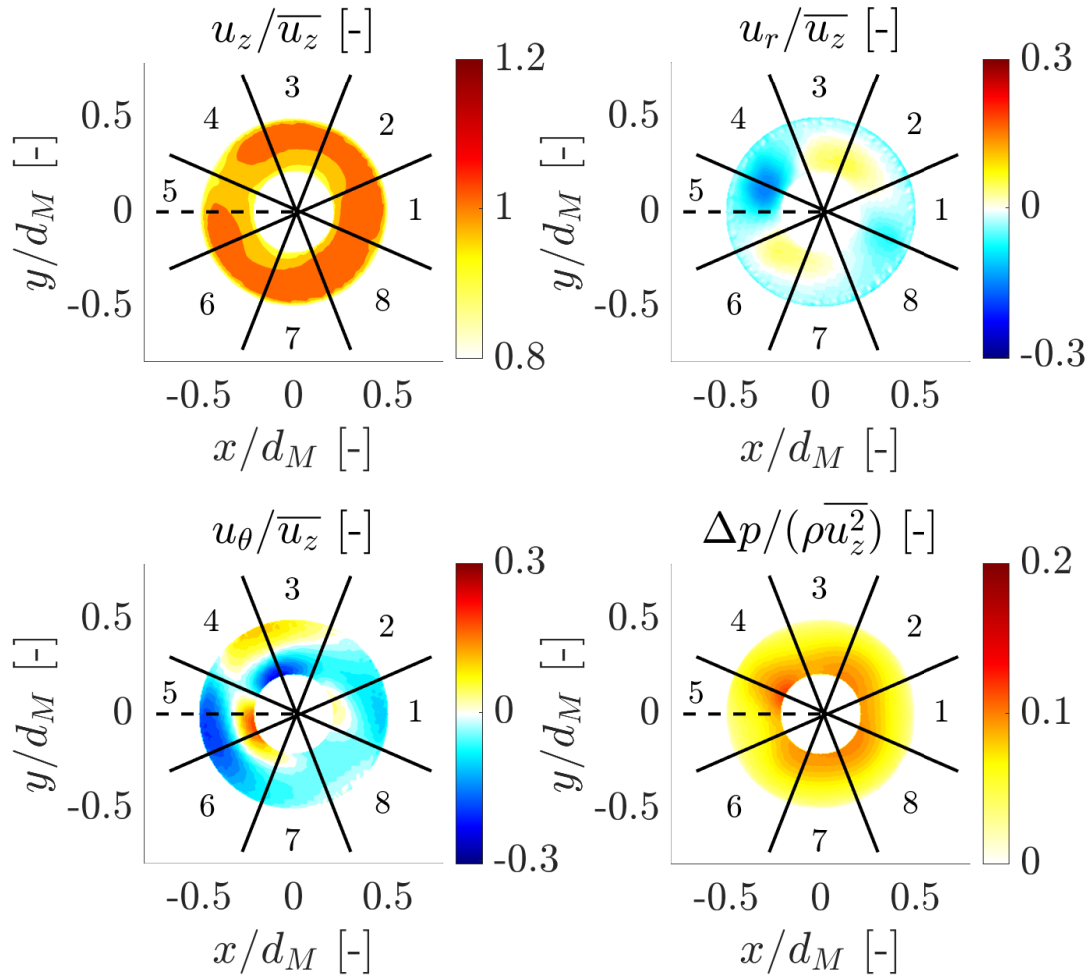 u_z/\overline{u_z} [-]
1.2
1
0.8
0.5
0
-0.5
y/d_M [-]
-0.5 0 0.5
x/d_M [-]
3
4 2
5 1
6 8
7
u_r/\overline{u_z} [-]
0.3
0
-0.3
0.5
0
-0.5
y/d_M [-]
-0.5 0 0.5
x/d_M [-]
3
4 2
5 1
6 8
7
u_θ/\overline{u_z} [-]
0.3
0
-0.3
0.5
0
-0.5
y/d_M [-]
-0.5 0 0.5
x/d_M [-]
3
4 2
5 1
6 8
7
Δp/(ρ\overline{u_z^2}) [-]
0.2
0.1
0
0.5
0
-0.5
y/d_M [-]
-0.5 0 0.5
x/d_M [-]
3
4 2
5 1
6 8
7